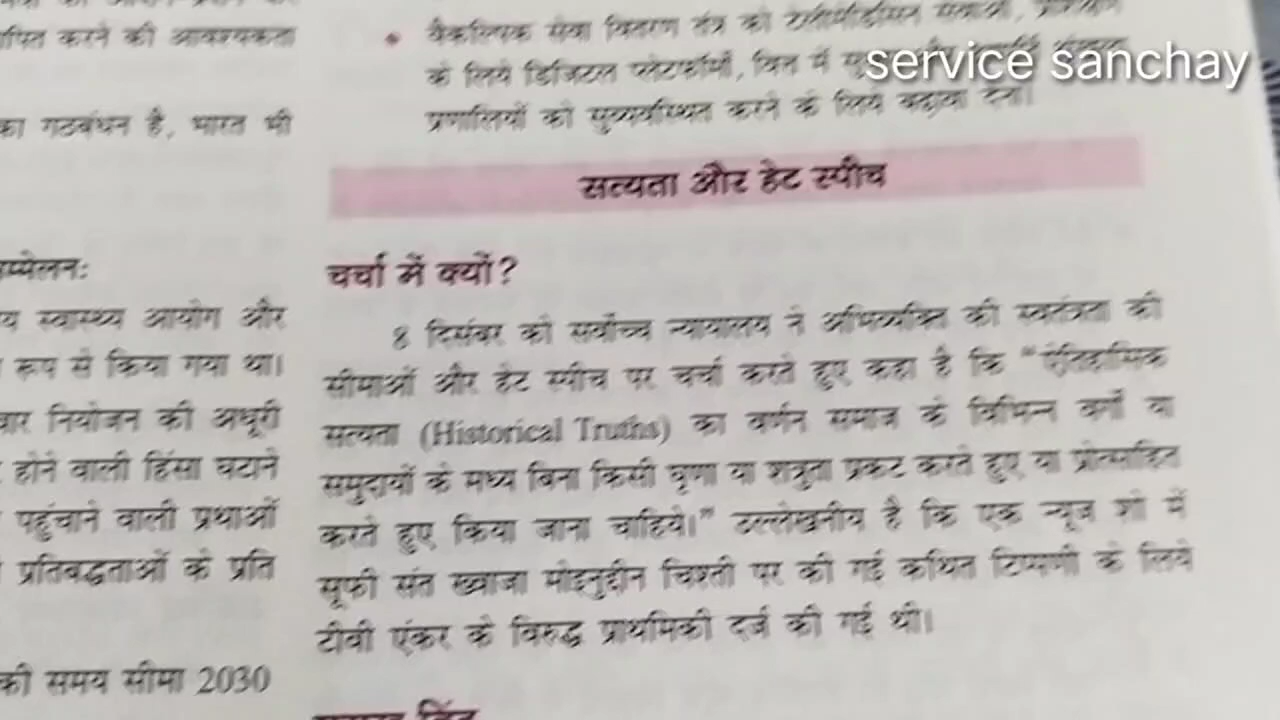 service sanchay
पित करने की आवश्यकता
का गठबंधन है, भारत भी
म्मेलन:
य स्वास्थ्य आयोग और
रूप से किया गया था।
वार नियोजन की अधूरी
होने वाली हिंसा घटाने
पहुंचाने वाली प्रथाओं
प्रतिबद्धताओं के प्रति
की समय सीमा 2030
• वैकल्पिक सेवा वितरण तंत्र को टेलीमेडिसिन
के लिये डिजिटल प्लेटफॉर्मों, वित्त में
प्रणालियों को सुव्यवस्थित करने के लिये बढ़ावा देना।
सत्यता और हेट स्पीच
चर्चा में क्यों?
8 दिसंबर को सर्वोच्च न्यायालय ने अभिव्यक्ति की स्वतंत्रता की
सीमाओं और हेट स्पीच पर चर्चा करते हुए कहा है कि “ऐतिहासिक
सत्यता (Historical Truths) का वर्णन समाज के विभिन्न वर्गों या
समुदायों के मध्य बिना किसी घृणा या शत्रुता प्रकट करते हुए या प्रोत्साहित
करते हुए किया जाना चाहिये।” उल्लेखनीय है कि एक न्यूज शो में
सूफी संत ख्वाजा मोइनुद्दीन चिश्ती पर की गई कथित टिप्पणी के लिये
टीवी एंकर के विरुद्ध प्राथमिकी दर्ज की गई थी।